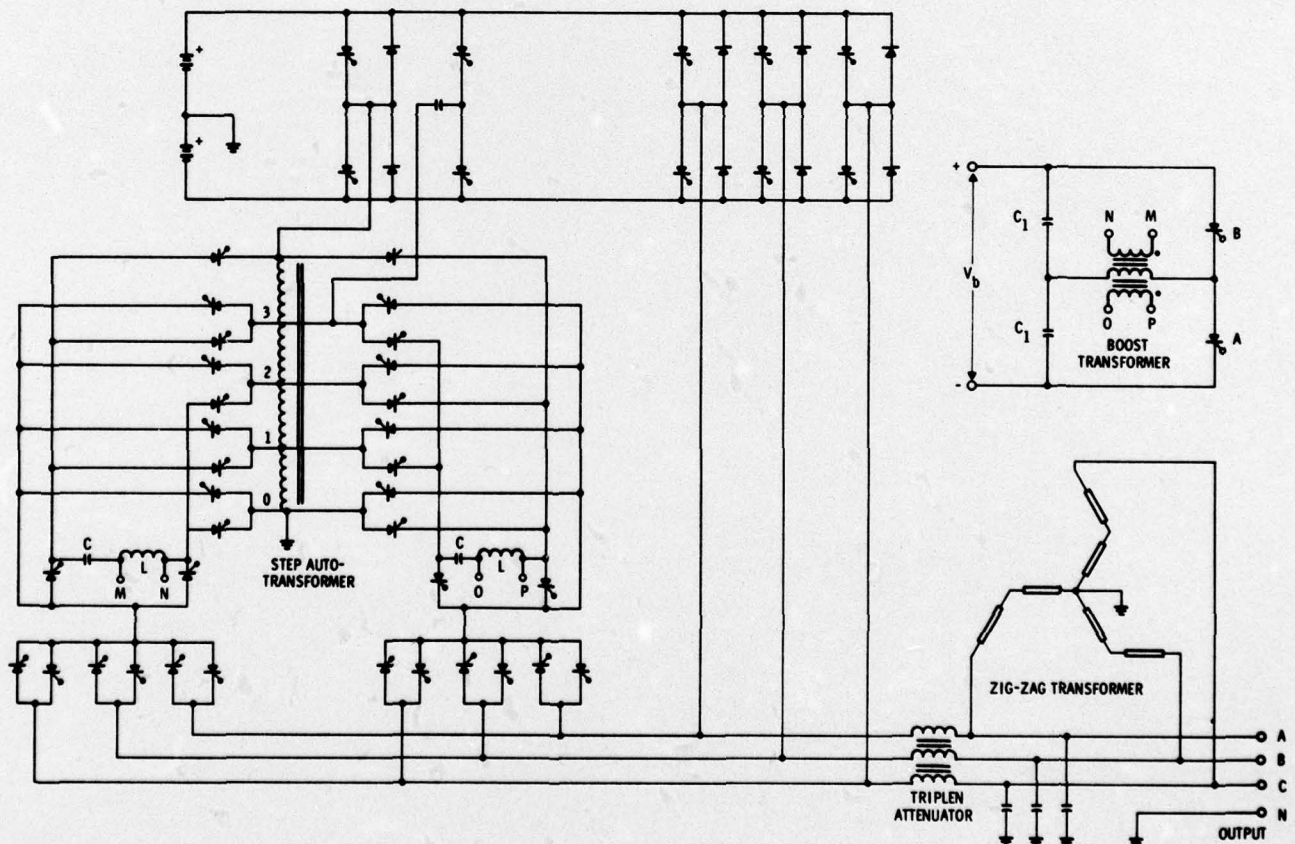 +
+
3
2
1
0
C
L
M N
STEP AUTO-
TRANSFORMER
C
L
O P
+
C1
N M
B
Vb
C1
O P
A
BOOST
TRANSFORMER
-
ZIG-ZAG TRANSFORMER
A
B
C
TRIPLEN
ATTENUATOR
N
OUTPUT